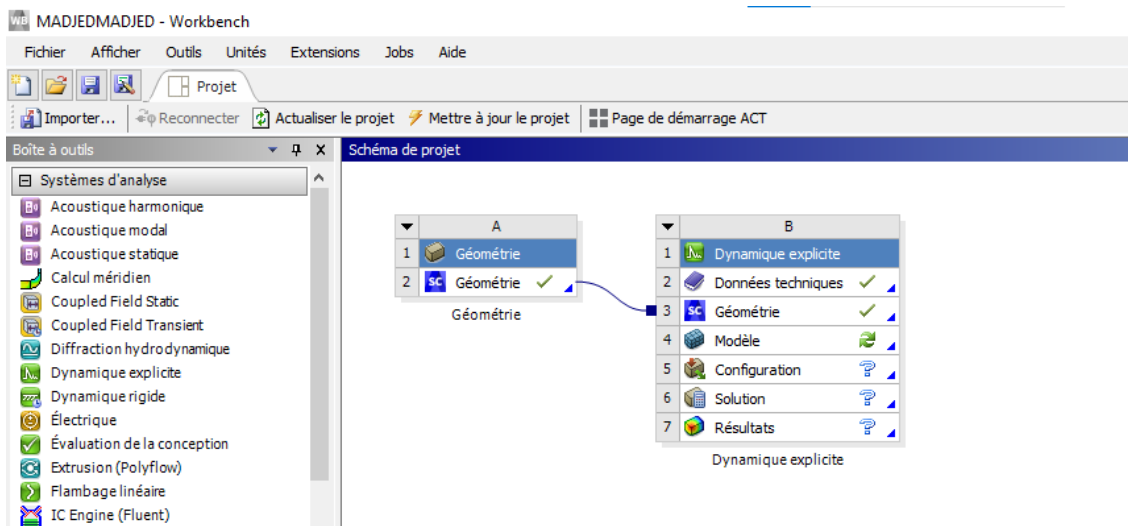 WB MADJEDMADJED - Workbench
Fichier Afficher Outils Unités Extensions Jobs Aide
Projet
Importer... Reconnecter Actualiser le projet Mettre à jour le projet Page de démarrage ACT
Boîte à outils
Schéma de projet
Systèmes d'analyse
Acoustique harmonique
Acoustique modal
Acoustique statique
Calcul méridien
Coupled Field Static
Coupled Field Transient
Diffraction hydrodynamique
Dynamique explicite
Dynamique rigide
Électrique
Évaluation de la conception
Extrusion (Polyflow)
Flambage linéaire
IC Engine (Fluent)
A
1 Géométrie
2 SC Géométrie
Géométrie
B
1 Dynamique explicite
2 Données techniques
3 SC Géométrie
4 Modèle
5 Configuration ?
6 Solution ?
7 Résultats ?
Dynamique explicite